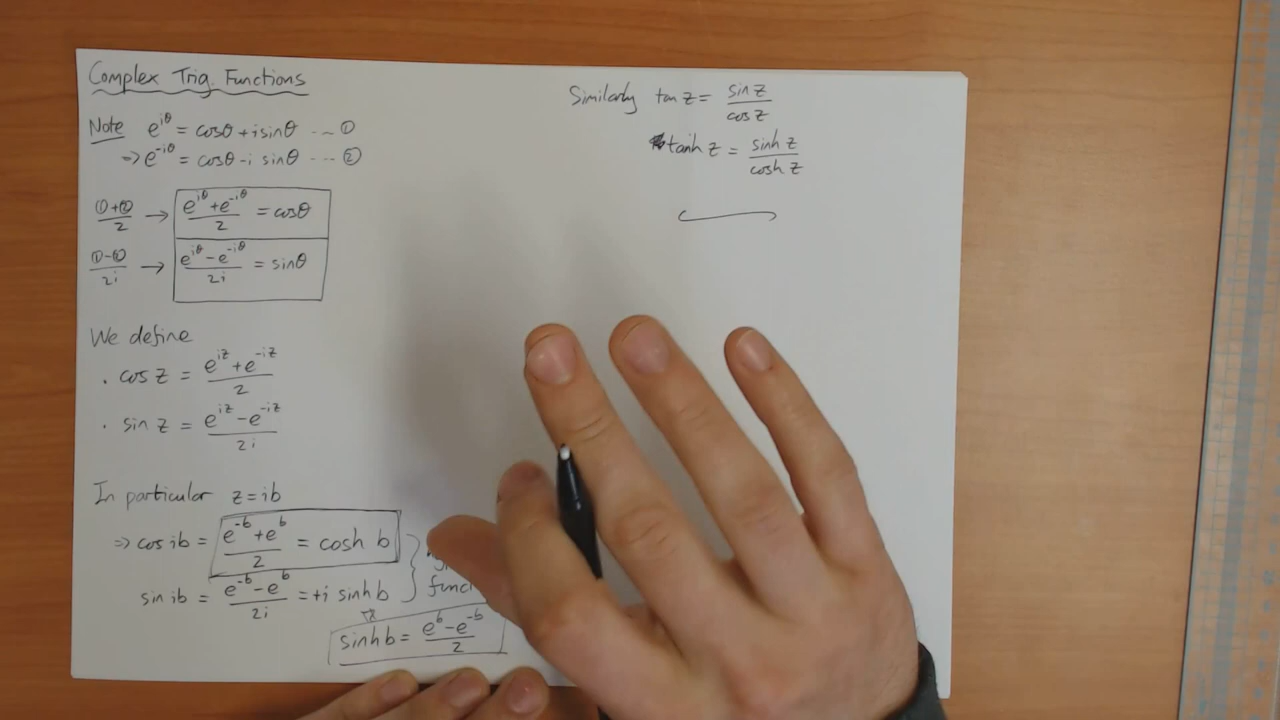 Complex Trig. Functions
Note e^{iθ} = cosθ + i sinθ --- ①
⇒ e^{-iθ} = cosθ - i sinθ --- ②
(①+②)/2 → (e^{iθ} + e^{-iθ})/2 = cosθ
(①-②)/2i → (e^{iθ} - e^{-iθ})/2i = sinθ
We define
· cos z = (e^{iz} + e^{-iz})/2
· sin z = (e^{iz} - e^{-iz})/2i
In particular z = ib
⇒ cos ib = (e^{-b} + e^{b})/2 = cosh b
sin ib = (e^{-b} - e^{b})/2i = +i sinh b
sinh b = (e^{b} - e^{-b})/2
Similarly tan z = sin z / cos z
tanh z = sinh z / cosh z